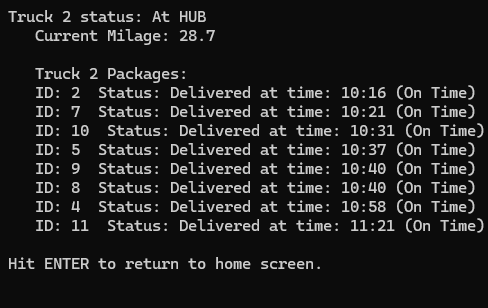 Truck 2 status: At HUB
Current Milage: 28.7
Truck 2 Packages:
ID: 2  Status: Delivered at time: 10:16 (On Time)
ID: 7  Status: Delivered at time: 10:21 (On Time)
ID: 10  Status: Delivered at time: 10:31 (On Time)
ID: 5  Status: Delivered at time: 10:37 (On Time)
ID: 9  Status: Delivered at time: 10:40 (On Time)
ID: 8  Status: Delivered at time: 10:40 (On Time)
ID: 4  Status: Delivered at time: 10:58 (On Time)
ID: 11  Status: Delivered at time: 11:21 (On Time)
Hit ENTER to return to home screen.